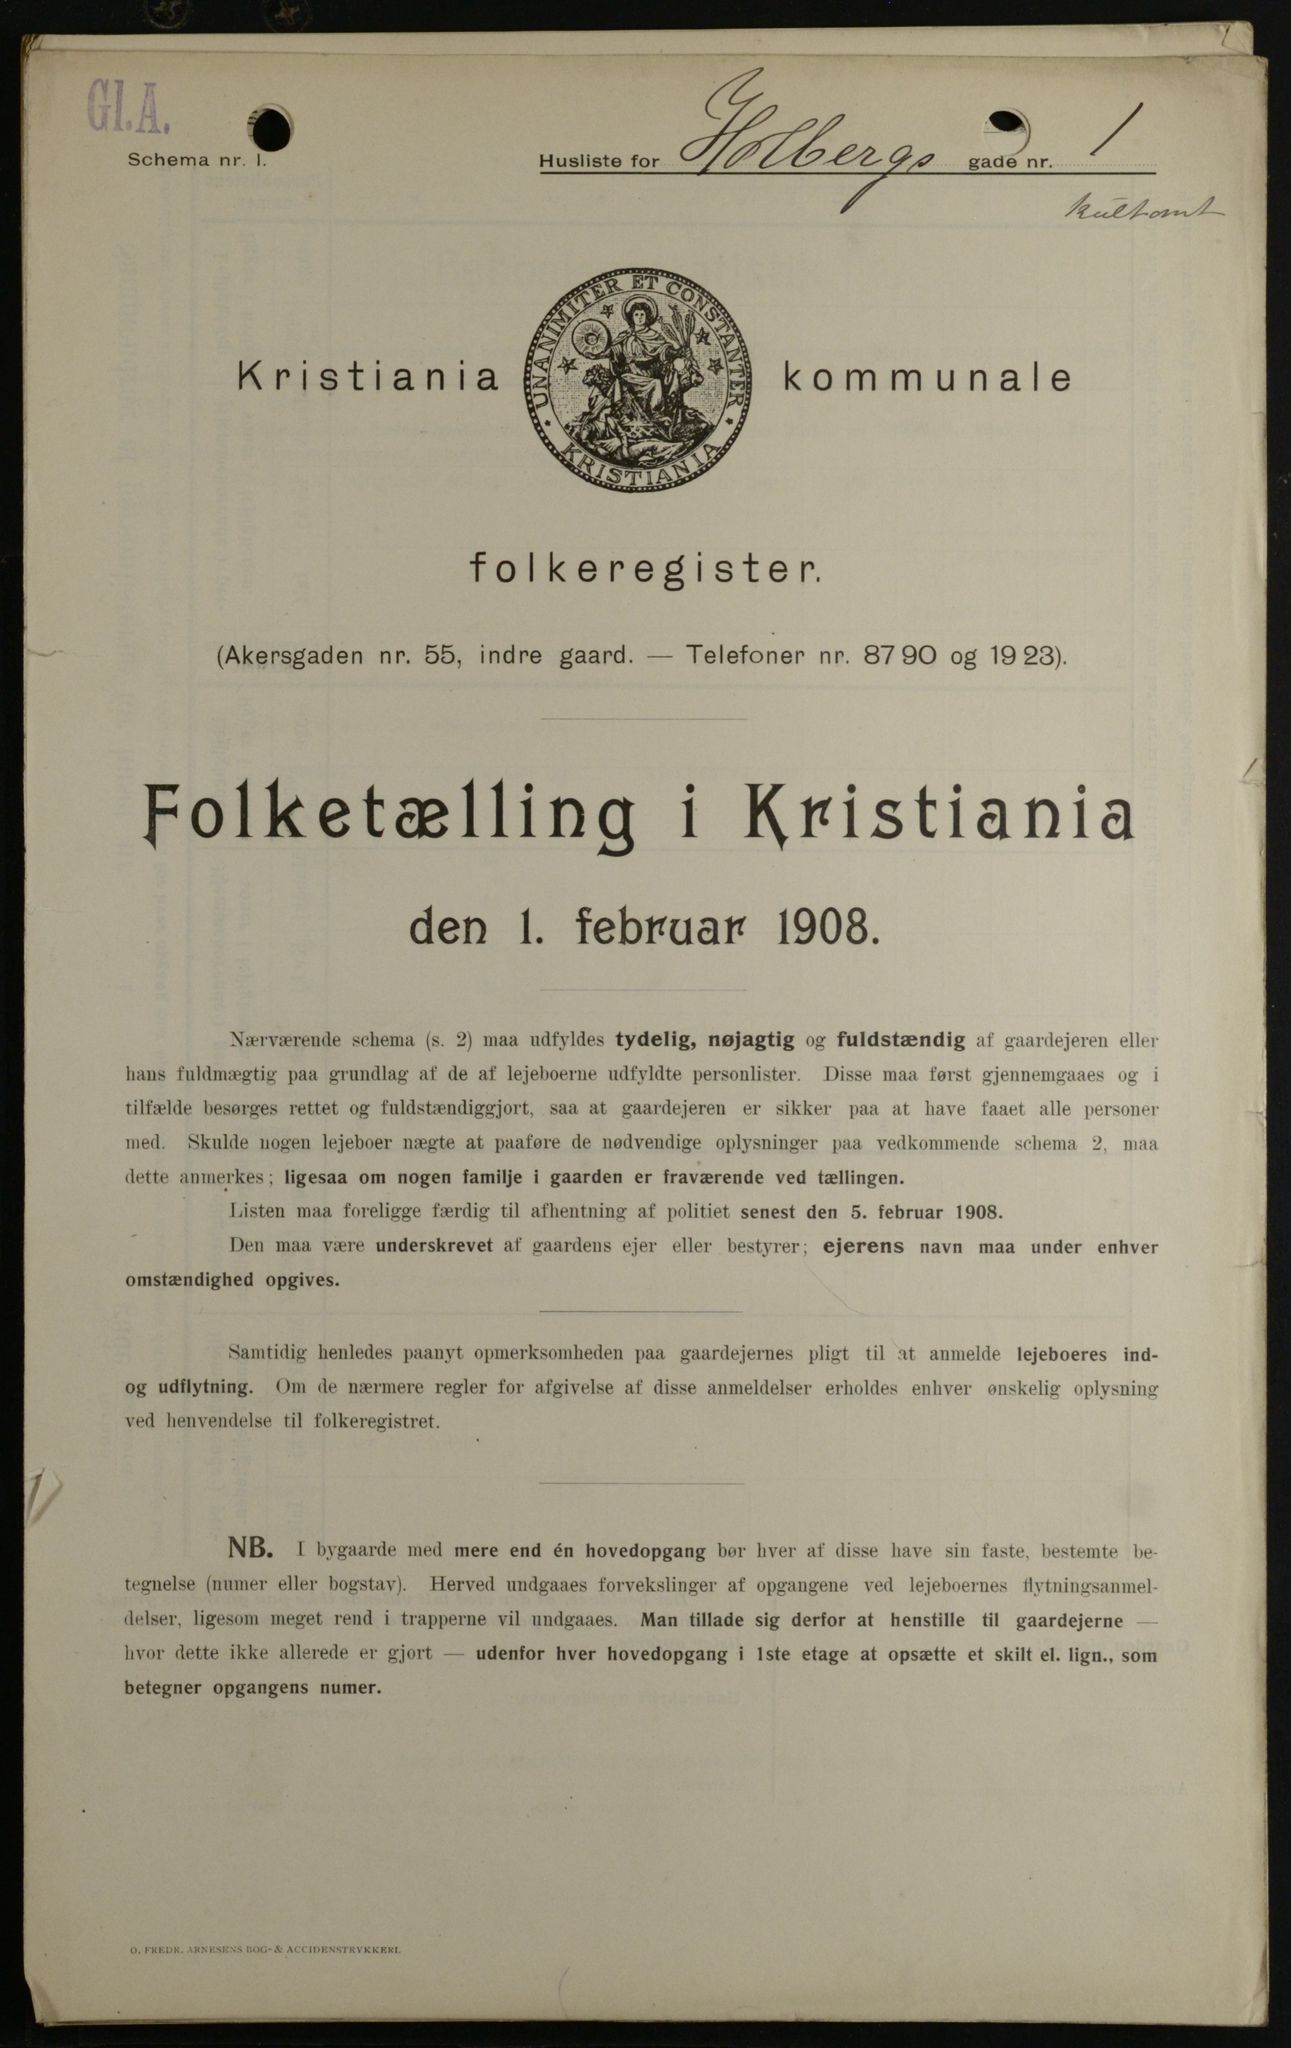 Gl.A.
Schema nr. 1.
Husliste for Holbergs gade nr. 1
UNANIMITER ET CONSTANTER
KRISTIANIA
Kristiania kommunale
folkeregister.
(Akersgaden nr. 55, indre gaard. — Telefoner nr. 87 90 og 19 23).
Folketælling i Kristiania
den 1. februar 1908.
Nærværende schema (s. 2) maa udfyldes tydelig, nøjagtig og fuldstændig af gaardejeren eller
hans fuldmægtig paa grundlag af de af lejeboerne udfyldte personlister. Disse maa først gjennemgaaes og i
tilfælde besørges rettet og fuldstændiggjort, saa at gaardejeren er sikker paa at have faaet alle personer
med. Skulde nogen lejeboer nægte at paaføre de nødvendige oplysninger paa vedkommende schema 2, maa
dette anmerkes; ligesaa om nogen familje i gaarden er fraværende ved tællingen.
Listen maa foreligge færdig til afhentning af politiet senest den 5. februar 1908.
Den maa være underskrevet af gaardens ejer eller bestyrer; ejerens navn maa under enhver
omstændighed opgives.
Samtidig henledes paanyt opmerksomheden paa gaardejernes pligt til at anmelde lejeboeres ind-
og udflytning. Om de nærmere regler for afgivelse af disse anmeldelser erholdes enhver ønskelig oplysning
ved henvendelse til folkeregistret.
NB. I bygaarde med mere end én hovedopgang bør hver af disse have sin faste, bestemte be-
tegnelse (numer eller bogstav). Herved undgaaes forvekslinger af opgangene ved lejeboernes flytningsanmel-
delser, ligesom meget rend i trapperne vil undgaaes. Man tillade sig derfor at henstille til gaardejerne —
hvor dette ikke allerede er gjort — udenfor hver hovedopgang i 1ste etage at opsætte et skilt el. lign., som
betegner opgangens numer.
O. FREDR. ARNESENS BOG- & ACCIDENSTRYKKERI.